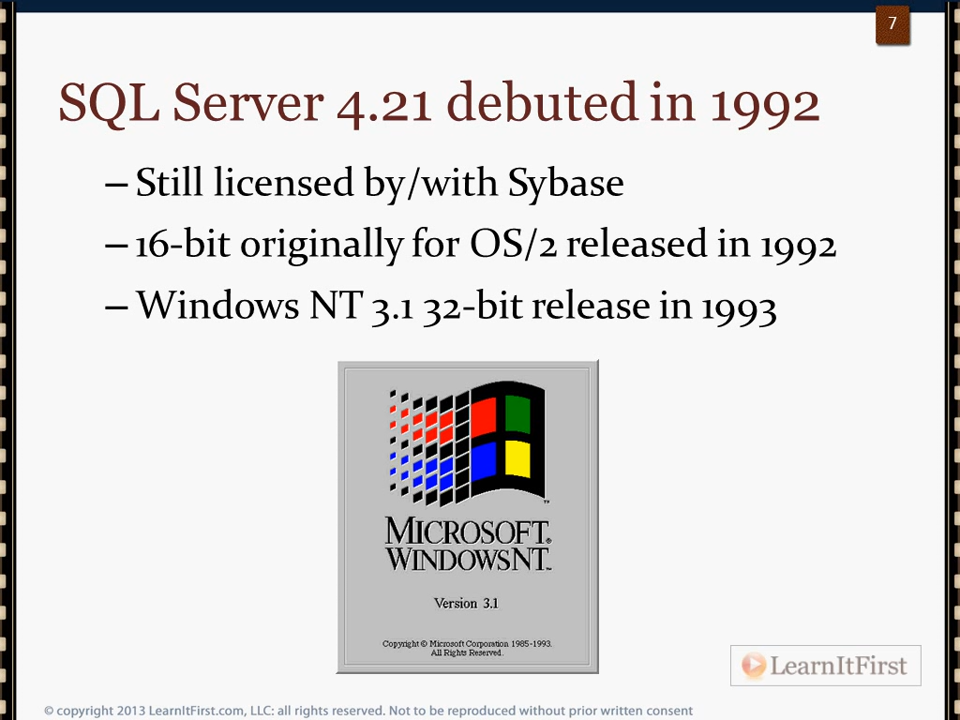 7
SQL Server 4.21 debuted in 1992
– Still licensed by/with Sybase
– 16-bit originally for OS/2 released in 1992
– Windows NT 3.1 32-bit release in 1993
MICROSOFT®
WINDOWS NT™
Version 3.1
Copyright © Microsoft Corporation 1985-1993.
All Rights Reserved.
LearnItFirst
© copyright 2013 LearnItFirst.com, LLC: all rights reserved. Not to be reproduced without prior written consent